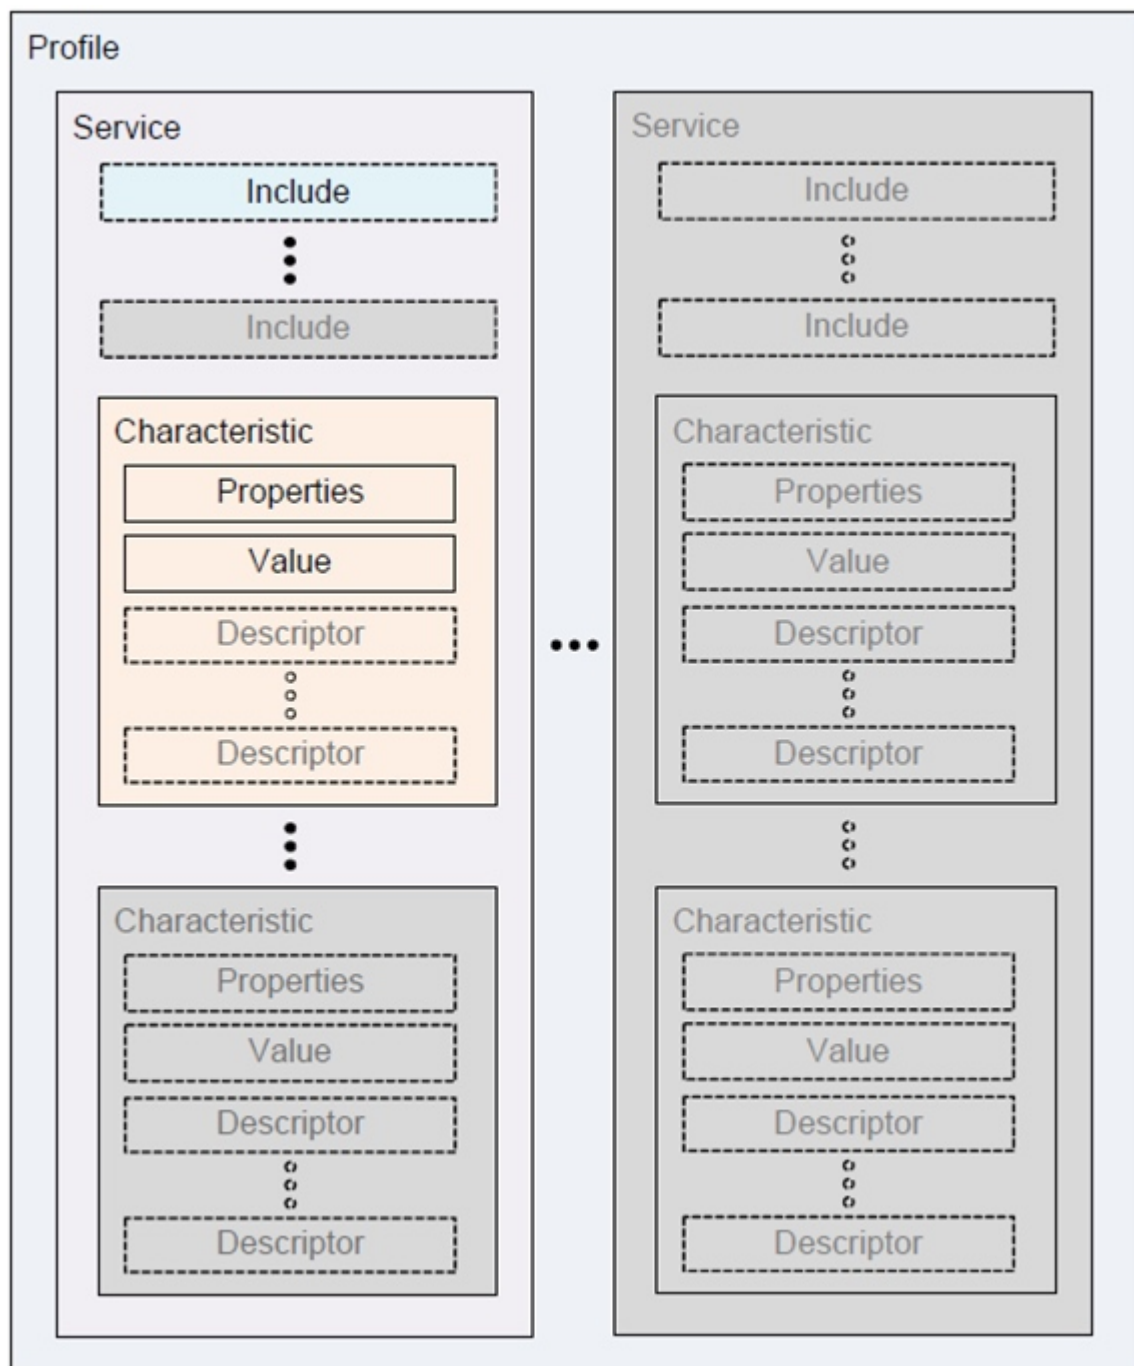 Profile
Service
Include
Include
Characteristic
Properties
Value
Descriptor
Descriptor
Characteristic
Properties
Value
Descriptor
Descriptor
Service
Include
Include
Characteristic
Properties
Value
Descriptor
Descriptor
Characteristic
Properties
Value
Descriptor
Descriptor